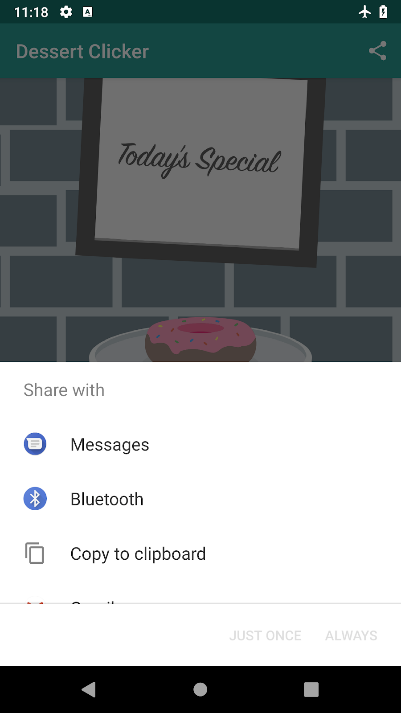 11:18
Dessert Clicker
Today's Special
Share with
Messages
Bluetooth
Copy to clipboard
JUST ONCE ALWAYS